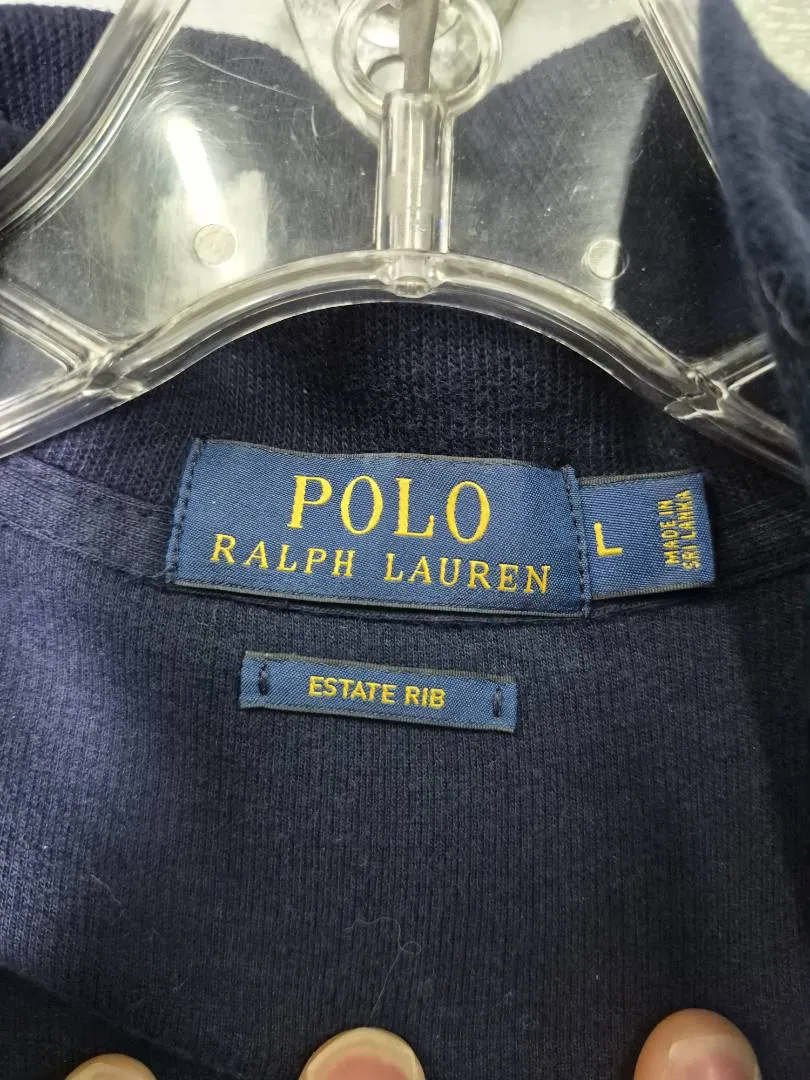 POLO
RALPH LAUREN
L
MADE IN
SRI LANKA
ESTATE RIB